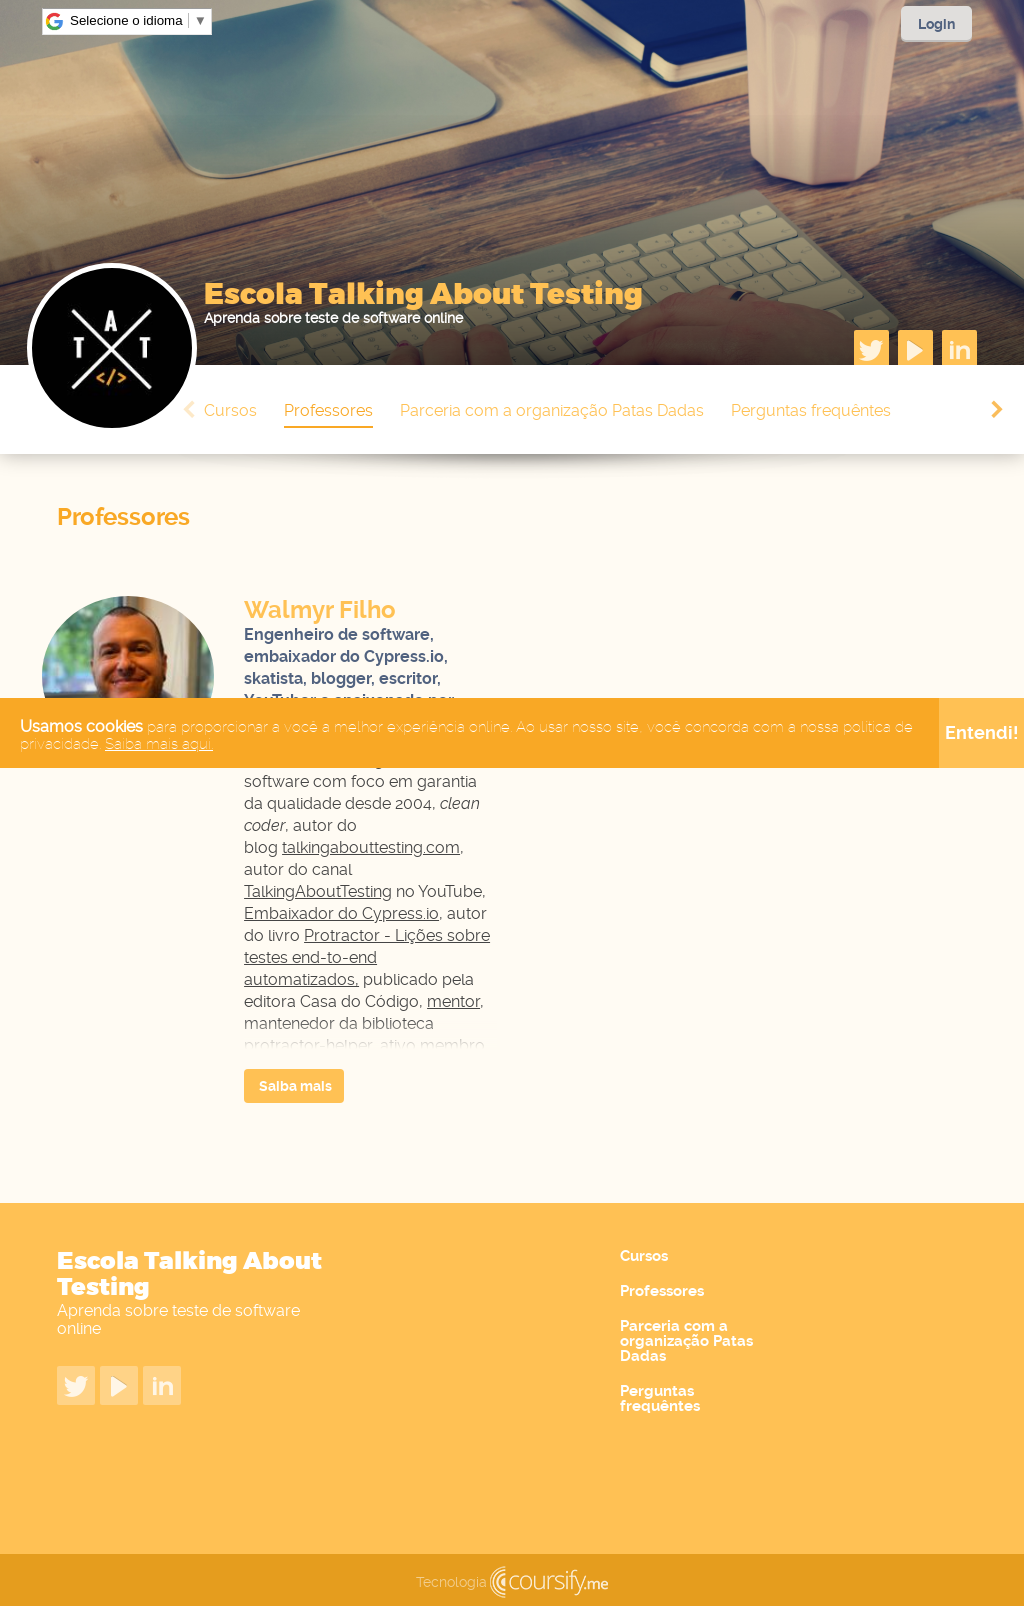 Selecione o idioma ▼
Login
T A T
</>
Escola Talking About Testing
Aprenda sobre teste de software online
Cursos
Professores
Parceria com a organização Patas Dadas
Perguntas frequêntes
Professores
Walmyr Filho
Engenheiro de software,
embaixador do Cypress.io,
skatista, blogger, escritor,
Usamos cookies para proporcionar a você a melhor experiência online. Ao usar nosso site, você concorda com a nossa política de
privacidade. Saiba mais aqui.
Entendi!
software com foco em garantia
da qualidade desde 2004, clean
coder, autor do
blog talkingabouttesting.com,
autor do canal
TalkingAboutTesting no YouTube,
Embaixador do Cypress.io, autor
do livro Protractor - Lições sobre
testes end-to-end
automatizados, publicado pela
editora Casa do Código, mentor,
mantenedor da biblioteca
protractor-helper, ativo membro
Saiba mais
Escola Talking About
Testing
Aprenda sobre teste de software
online
Cursos
Professores
Parceria com a
organização Patas
Dadas
Perguntas
frequêntes
Tecnologia coursify.me